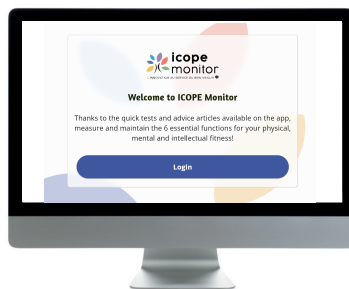 icope
monitor
Welcome to ICOPE Monitor
Thanks to the quick tests and advice articles available on the app,
measure and maintain the 6 essential functions for your physical,
mental and intellectual fitness!
Login